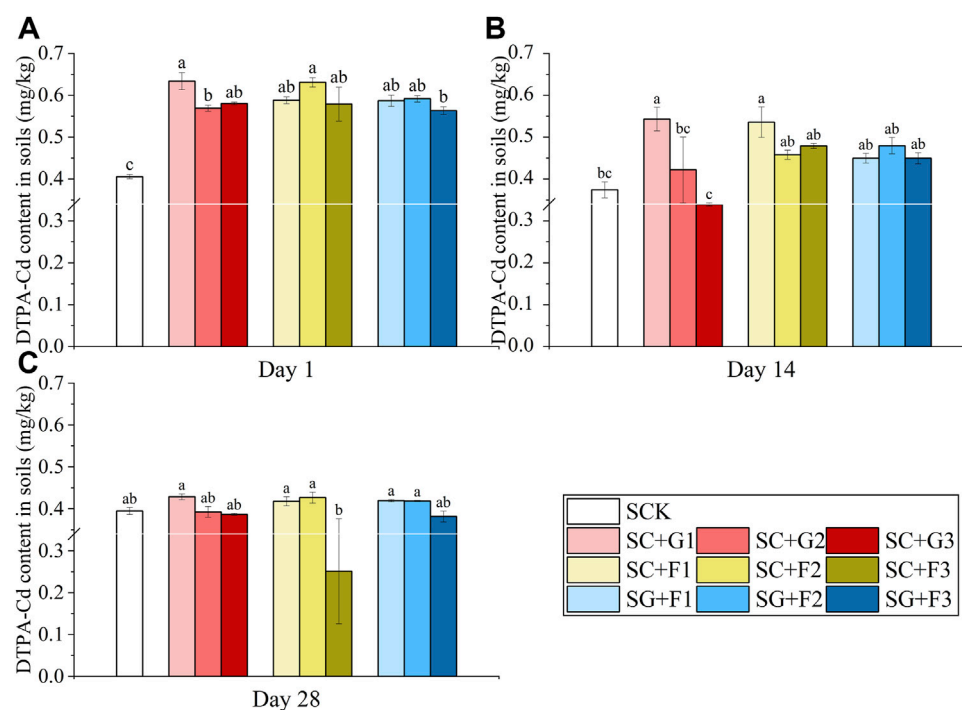 A
DTPA-Cd content in soils (mg/kg)
0.7
0.6
0.5
0.4
0.3
0.2
0.1
0.0
c
a
b
ab
ab
a
ab
ab
ab
b
Day 1
B
DTPA-Cd content in soils (mg/kg)
0.7
0.6
0.5
0.4
0.3
0.2
0.1
0.0
bc
a
bc
c
a
ab
ab
ab
ab
ab
Day 14
C
DTPA-Cd content in soils (mg/kg)
0.7
0.6
0.5
0.4
0.3
0.2
0.1
0.0
ab
a
ab
ab
a
a
b
a
a
ab
Day 28
SCK
SC+G1 SC+G2 SC+G3
SC+F1 SC+F2 SC+F3
SG+F1 SG+F2 SG+F3